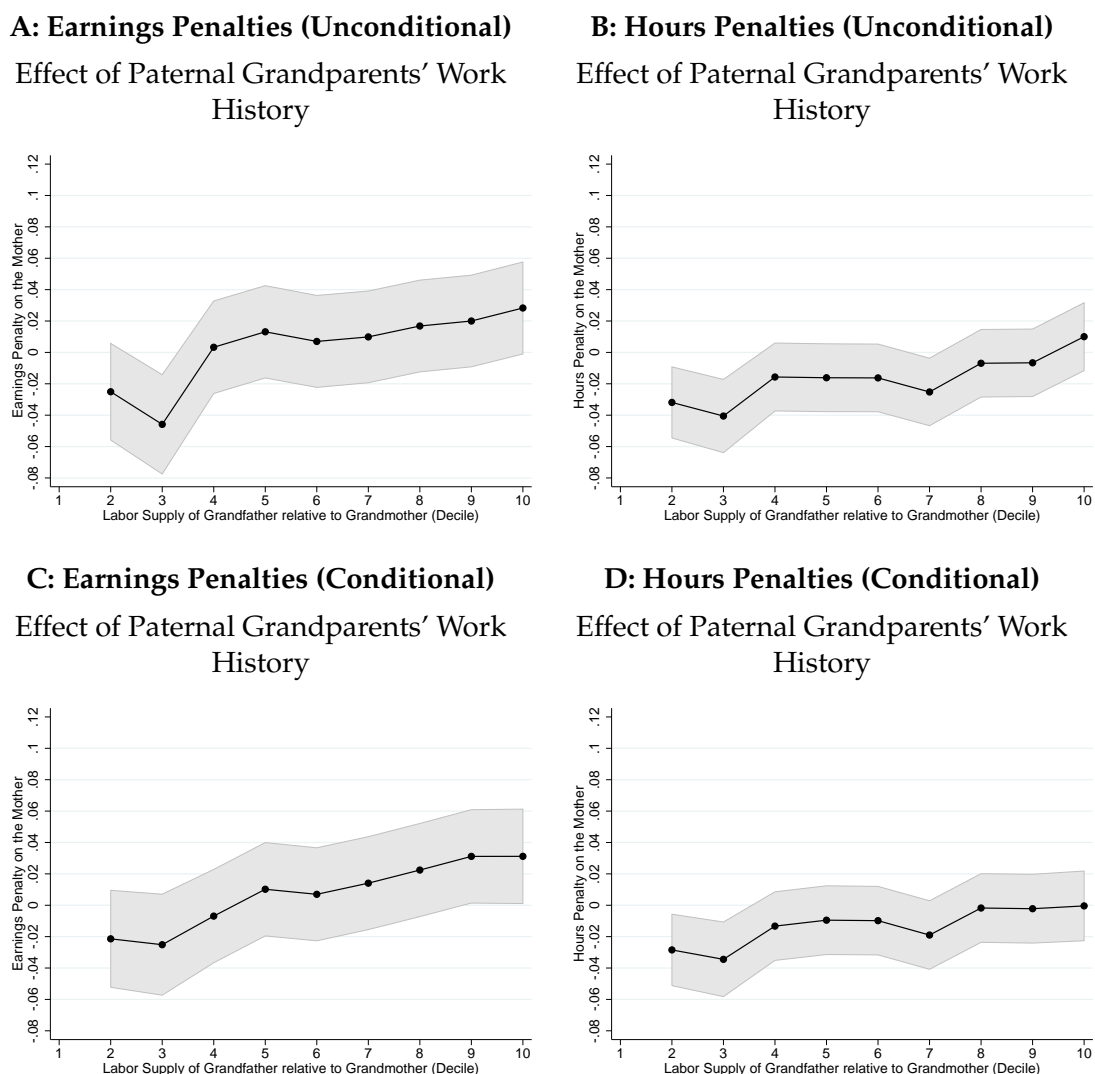 A: Earnings Penalties (Unconditional)
Effect of Paternal Grandparents’ Work
History
Earnings Penalty on the Mother
.12
.1
.08
.06
.04
.02
0
-.02
-.04
-.06
-.08
1 2 3 4 5 6 7 8 9 10
Labor Supply of Grandfather relative to Grandmother (Decile)
B: Hours Penalties (Unconditional)
Effect of Paternal Grandparents’ Work
History
Hours Penalty on the Mother
.12
.1
.08
.06
.04
.02
0
-.02
-.04
-.06
-.08
1 2 3 4 5 6 7 8 9 10
Labor Supply of Grandfather relative to Grandmother (Decile)
C: Earnings Penalties (Conditional)
Effect of Paternal Grandparents’ Work
History
Earnings Penalty on the Mother
.12
.1
.08
.06
.04
.02
0
-.02
-.04
-.06
-.08
1 2 3 4 5 6 7 8 9 10
Labor Supply of Grandfather relative to Grandmother (Decile)
D: Hours Penalties (Conditional)
Effect of Paternal Grandparents’ Work
History
Hours Penalty on the Mother
.12
.1
.08
.06
.04
.02
0
-.02
-.04
-.06
-.08
1 2 3 4 5 6 7 8 9 10
Labor Supply of Grandfather relative to Grandmother (Decile)